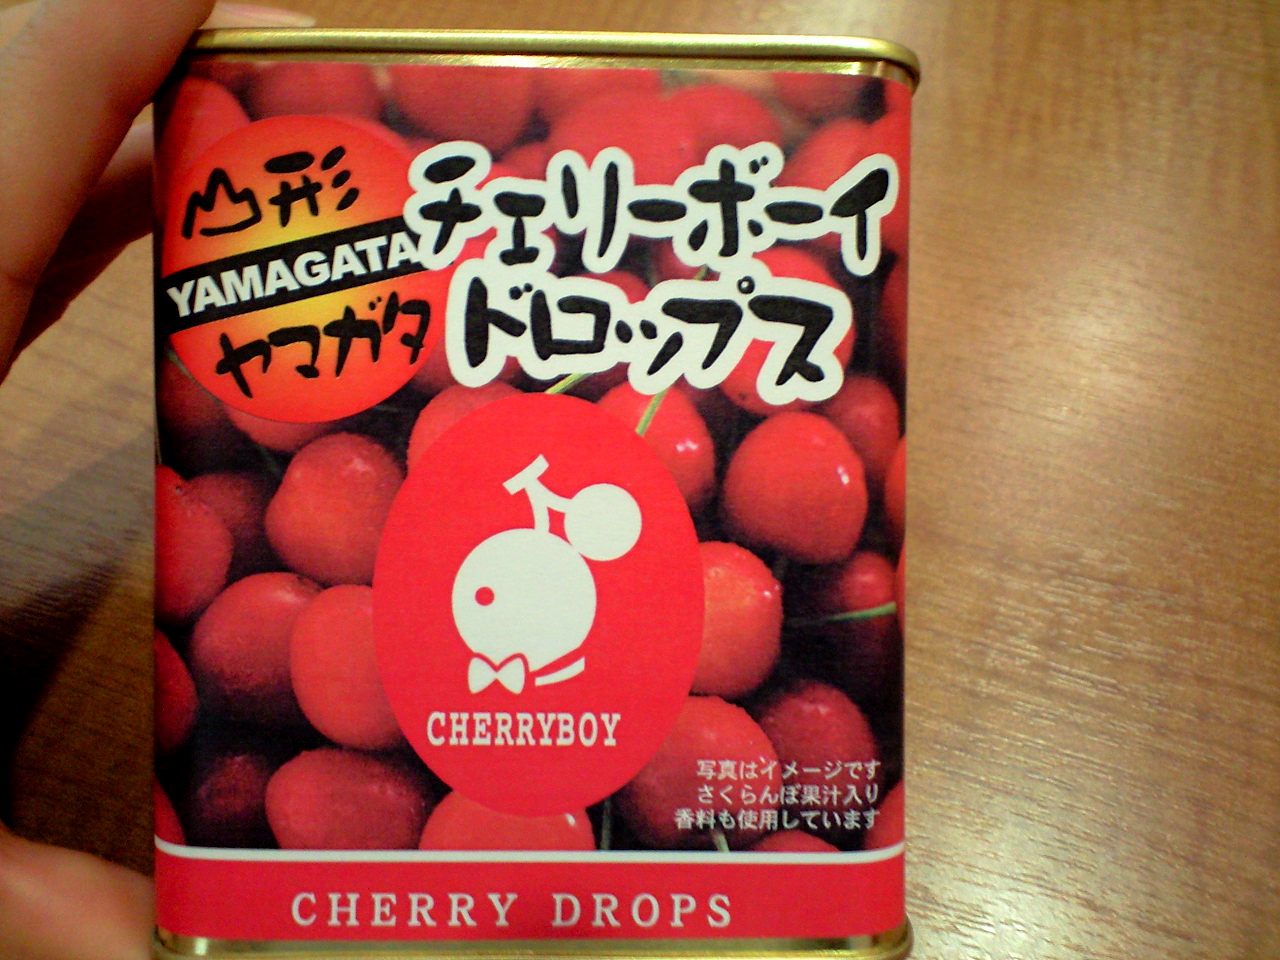 山形
YAMAGATA
ヤマガタ
チェリーボーイ
ドロップス
CHERRYBOY
写真はイメージです
さくらんぼ果汁入り
香料も使用しています
CHERRY DROPS